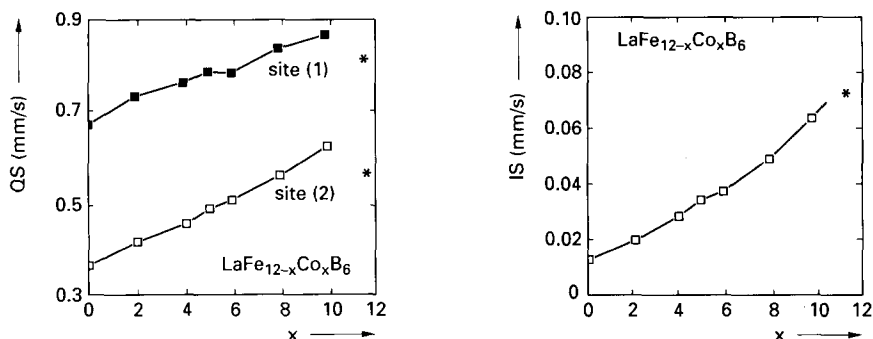 QS (mm/s)
0.9
0.7
0.5
0.3
site (1)
*
site (2)
*
LaFe₁₂₋ₓCoₓB₆
0 2 4 6 8 10 12
x
IS (mm/s)
0.10
0.08
0.06
0.04
0.02
0
LaFe₁₂₋ₓCoₓB₆
*
0 2 4 6 8 10 12
x